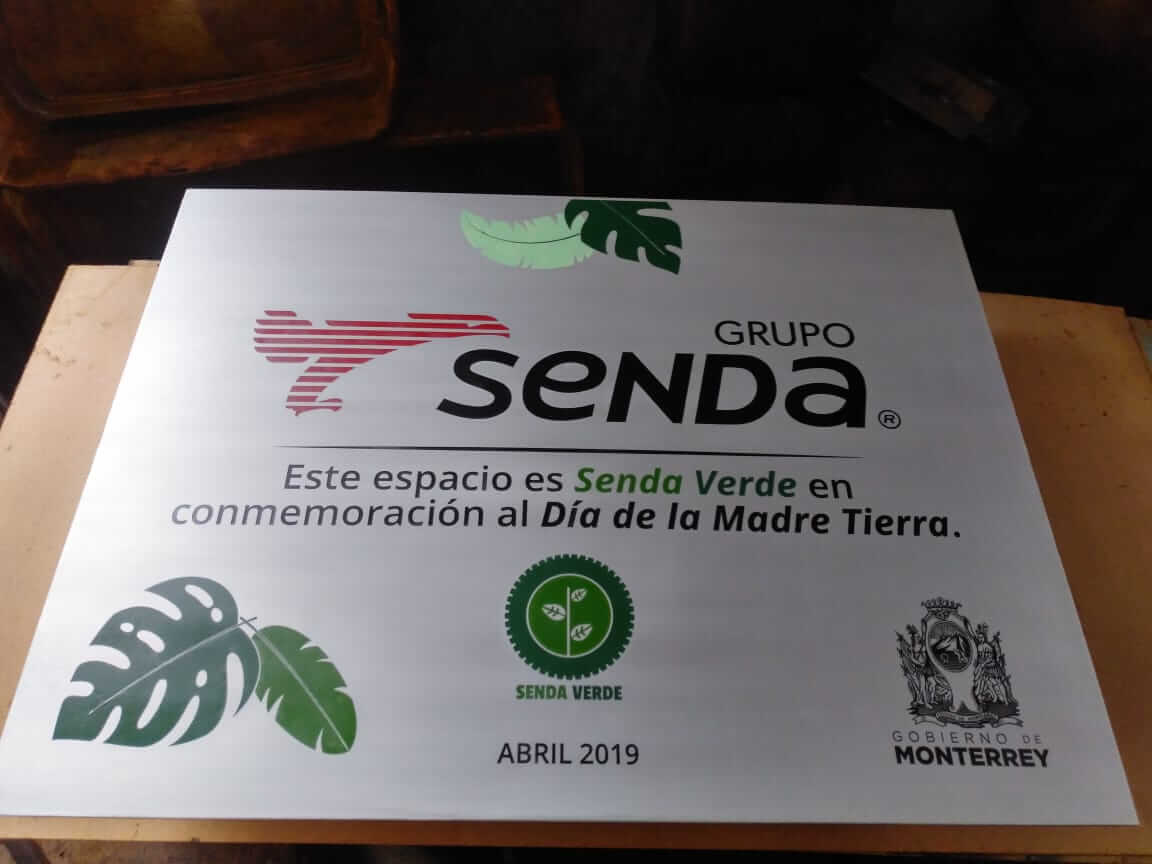 GRUPO
SENDA ®
Este espacio es Senda Verde en
conmemoración al Día de la Madre Tierra.
SENDA VERDE
ABRIL 2019
GOBIERNO DE
MONTERREY